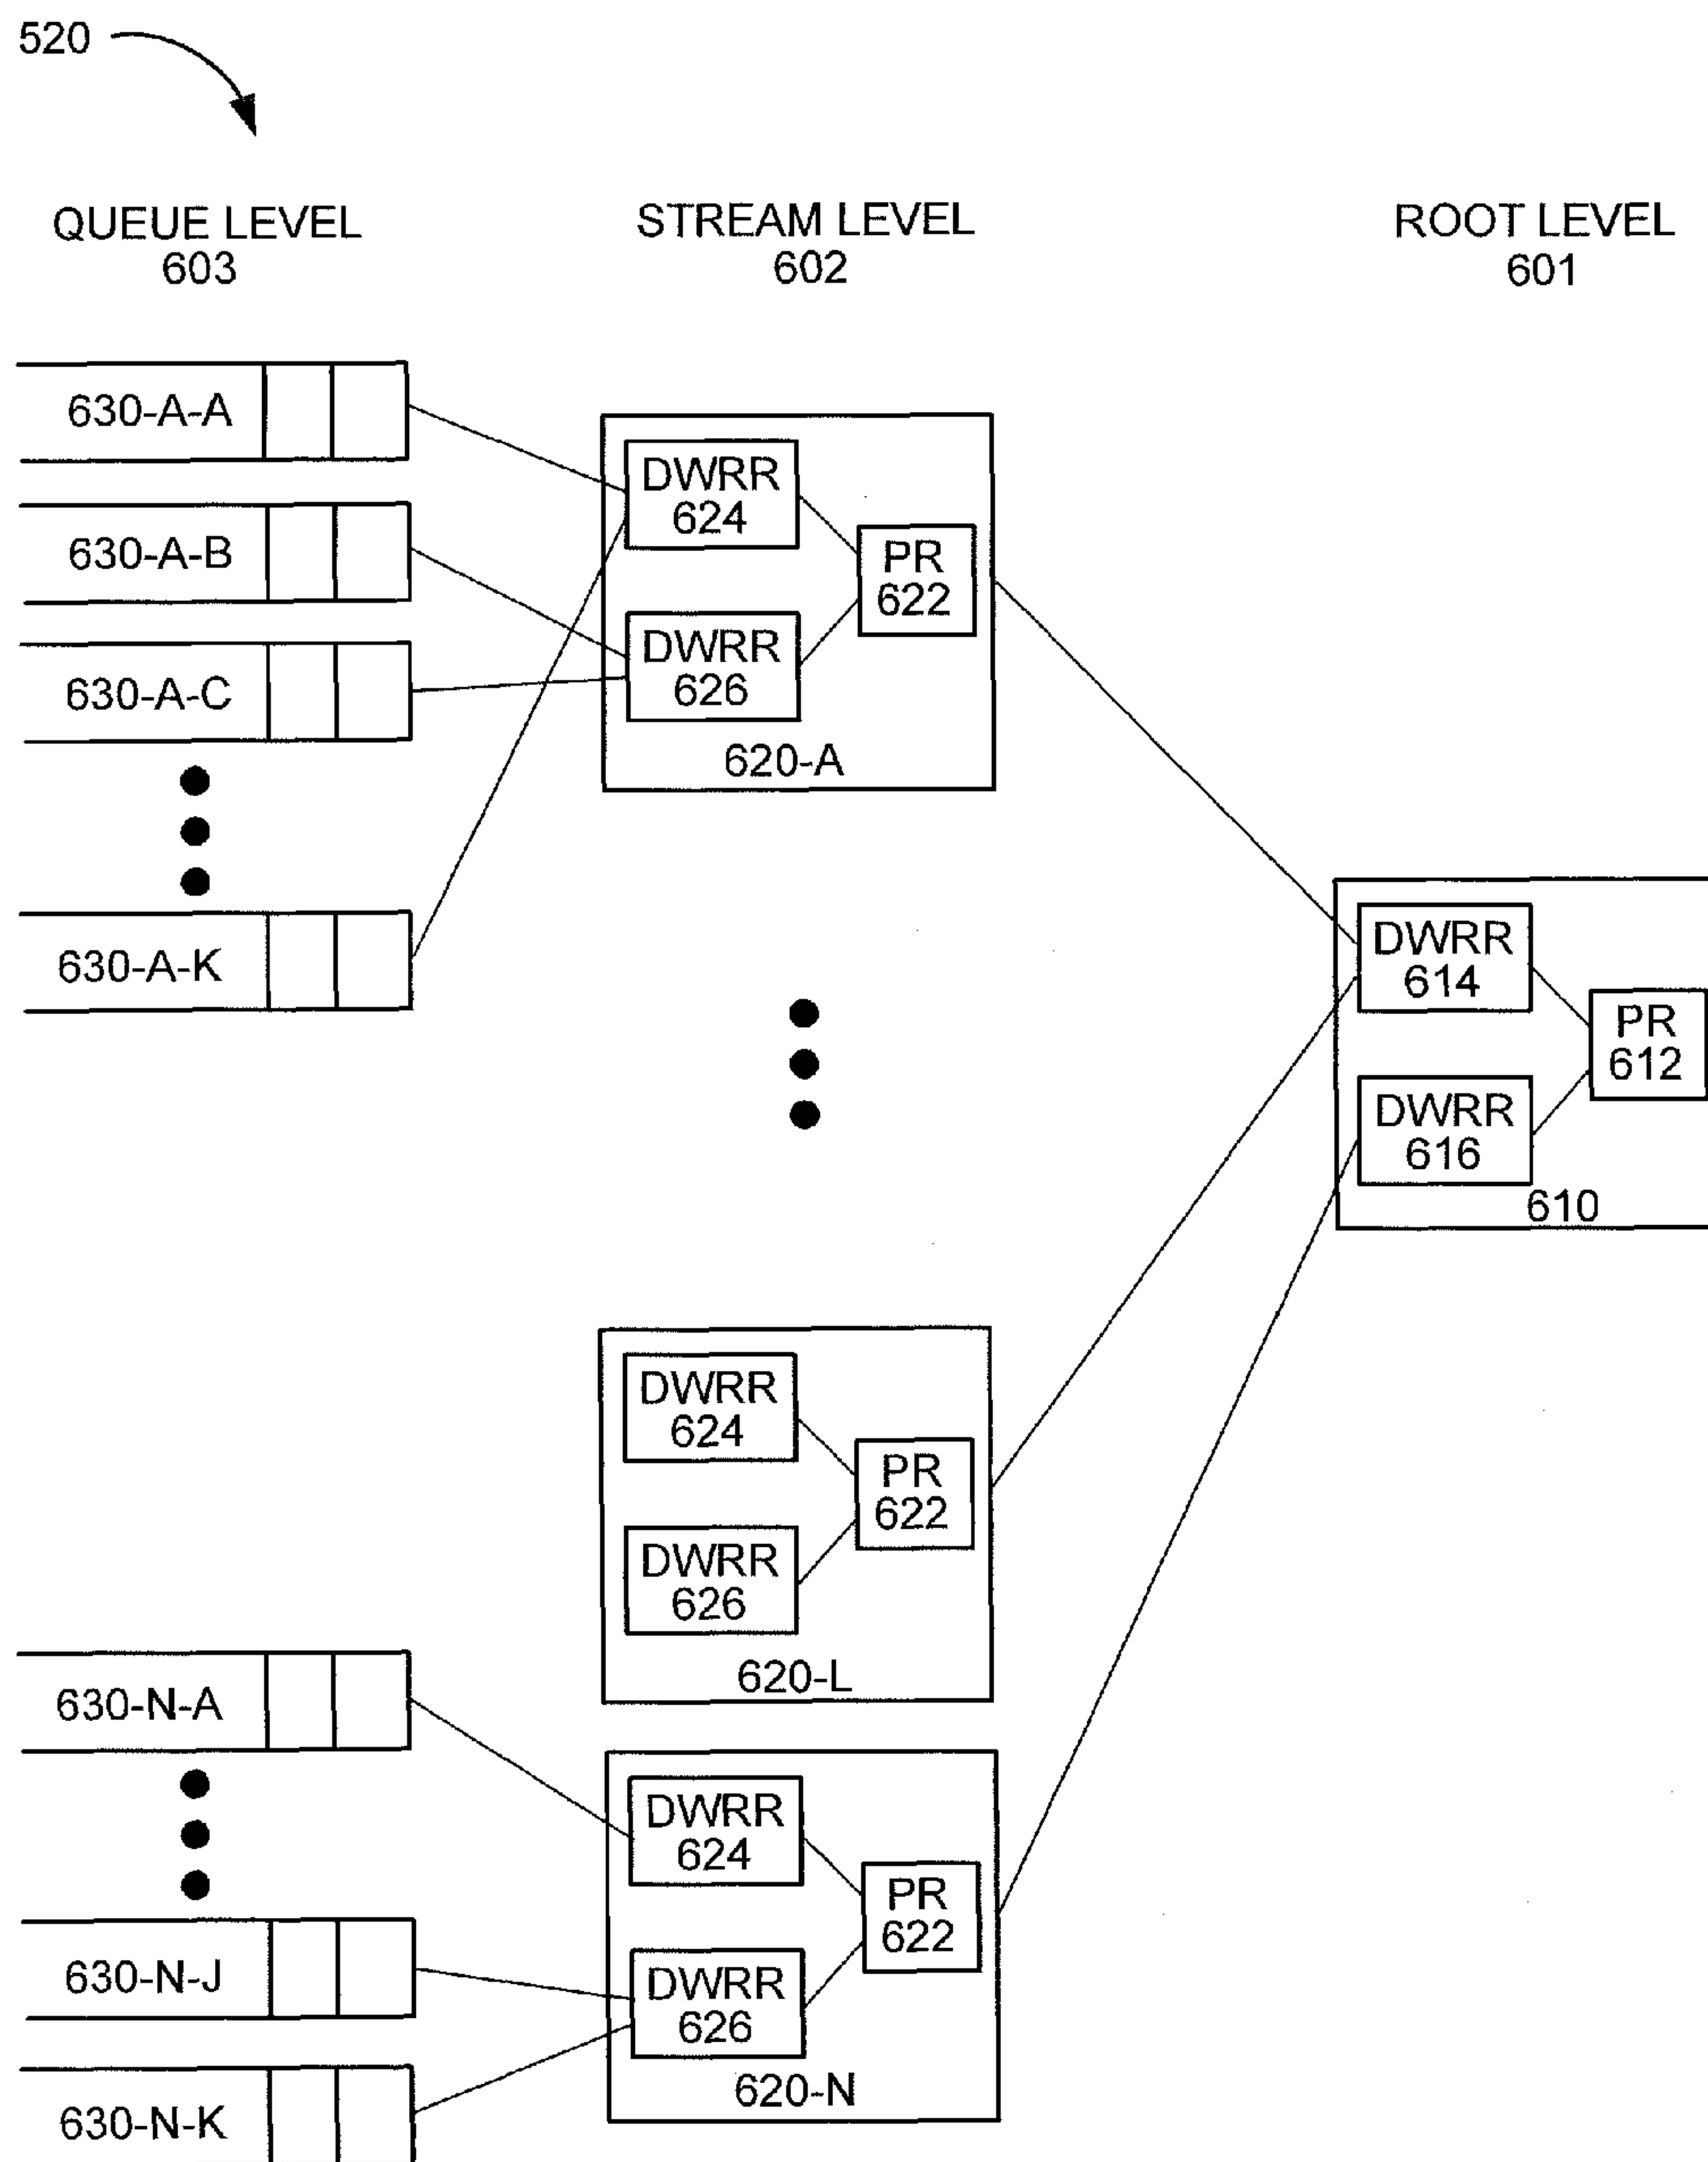 520
QUEUE LEVEL
603
STREAM LEVEL
602
ROOT LEVEL
601
630-A-A
630-A-B
630-A-C
630-A-K
DWRR
624
DWRR
626
PR
622
620-A
DWRR
614
DWRR
616
PR
612
610
DWRR
624
DWRR
626
PR
622
620-L
630-N-A
630-N-J
630-N-K
DWRR
624
DWRR
626
PR
622
620-N